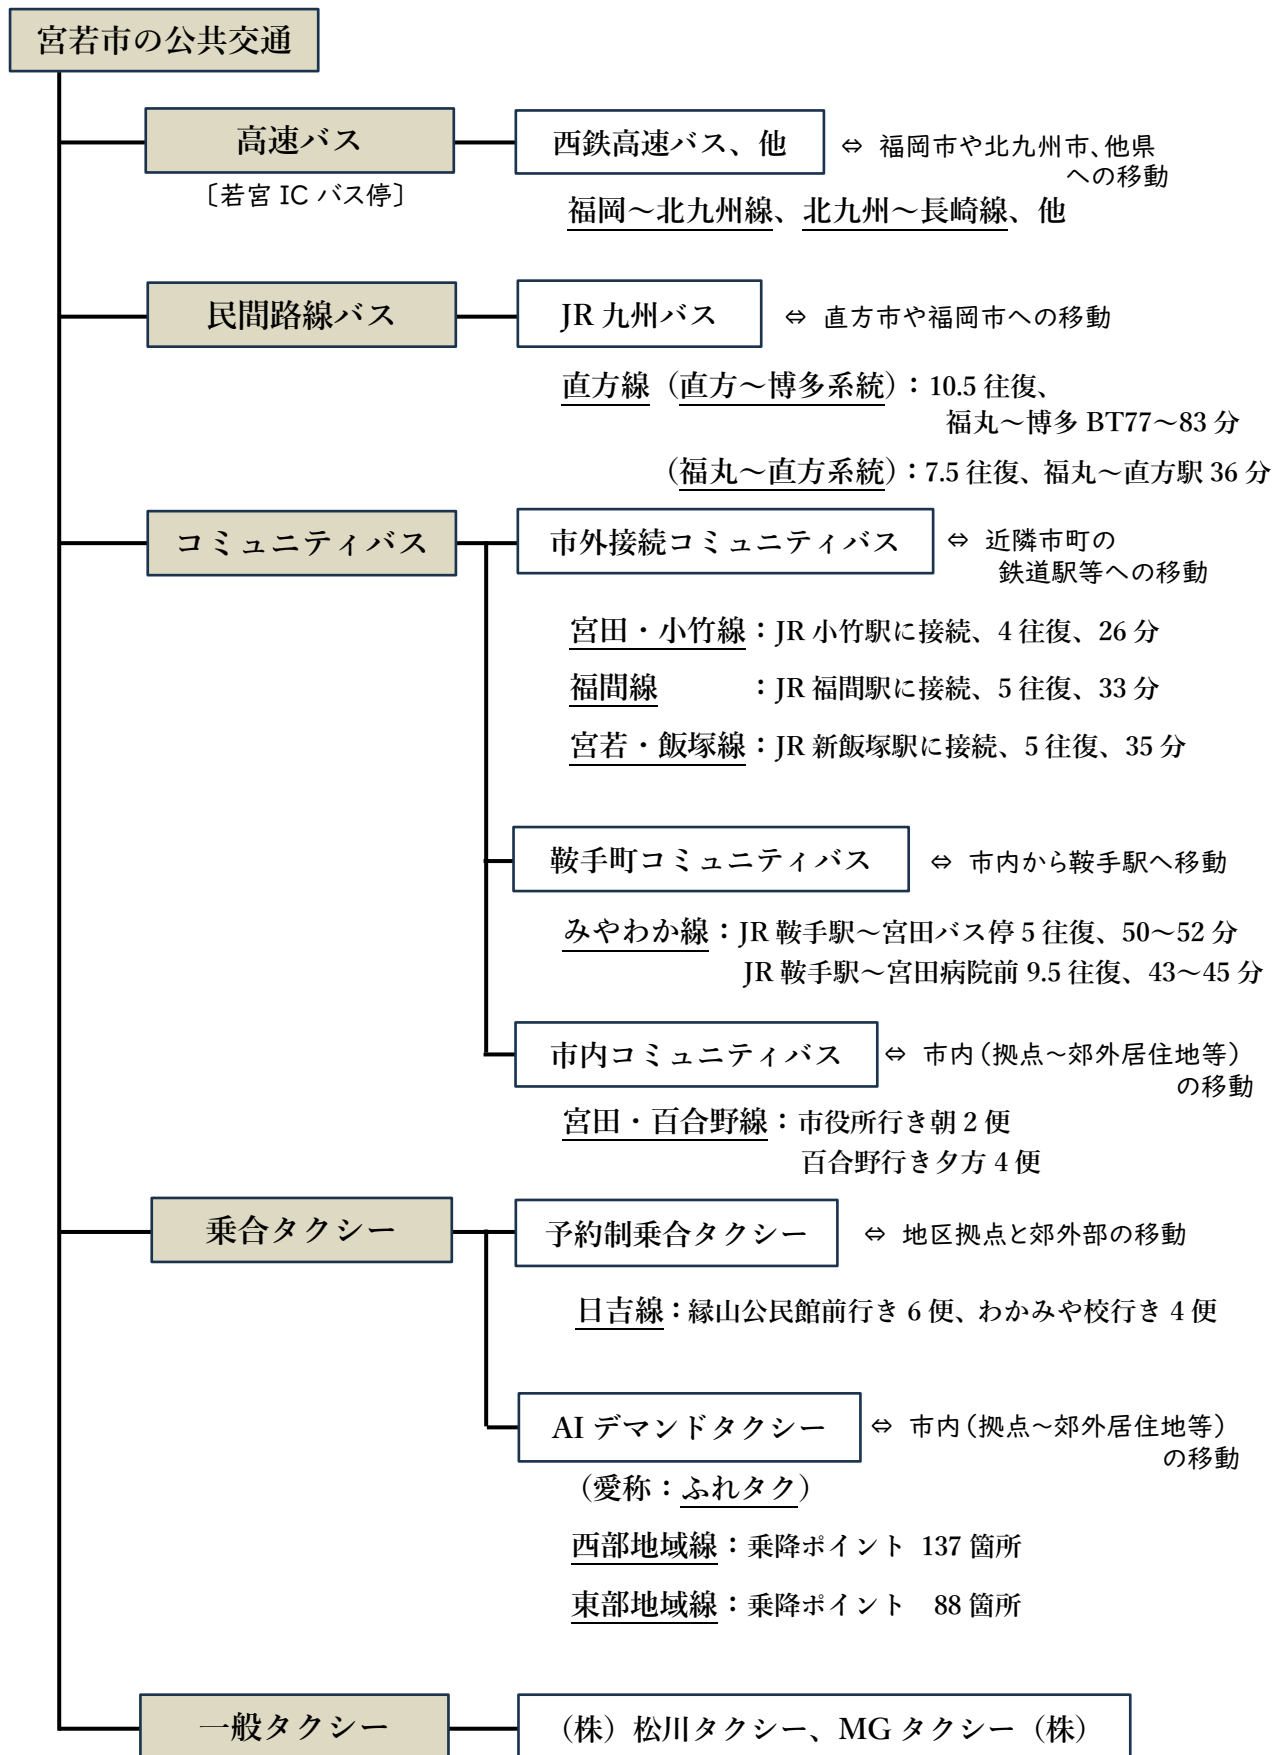 宮若市の公共交通
高速バス
〔若宮 IC バス停〕
西鉄高速バス、他
⇔ 福岡市や北九州市、他県
への移動
福岡～北九州線、北九州～長崎線、他
民間路線バス
JR 九州バス
⇔ 直方市や福岡市への移動
直方線（直方～博多系統）：10.5 往復、
福丸～博多 BT77～83 分
（福丸～直方系統）：7.5 往復、福丸～直方駅 36 分
コミュニティバス
市外接続コミュニティバス
⇔ 近隣市町の
鉄道駅等への移動
宮田・小竹線：JR 小竹駅に接続、4 往復、26 分
福間線　　　：JR 福間駅に接続、5 往復、33 分
宮若・飯塚線：JR 新飯塚駅に接続、5 往復、35 分
鞍手町コミュニティバス
⇔ 市内から鞍手駅へ移動
みやわか線：JR 鞍手駅～宮田バス停 5 往復、50～52 分
JR 鞍手駅～宮田病院前 9.5 往復、43～45 分
市内コミュニティバス
⇔ 市内（拠点～郊外居住地等）
の移動
宮田・百合野線：市役所行き朝 2 便
百合野行き夕方 4 便
乗合タクシー
予約制乗合タクシー
⇔ 地区拠点と郊外部の移動
日吉線：縁山公民館前行き 6 便、わかみや校行き 4 便
AI デマンドタクシー
⇔ 市内（拠点～郊外居住地等）
の移動
（愛称：ふれタク）
西部地域線：乗降ポイント 137 箇所
東部地域線：乗降ポイント 88 箇所
一般タクシー
（株）松川タクシー、MG タクシー（株）